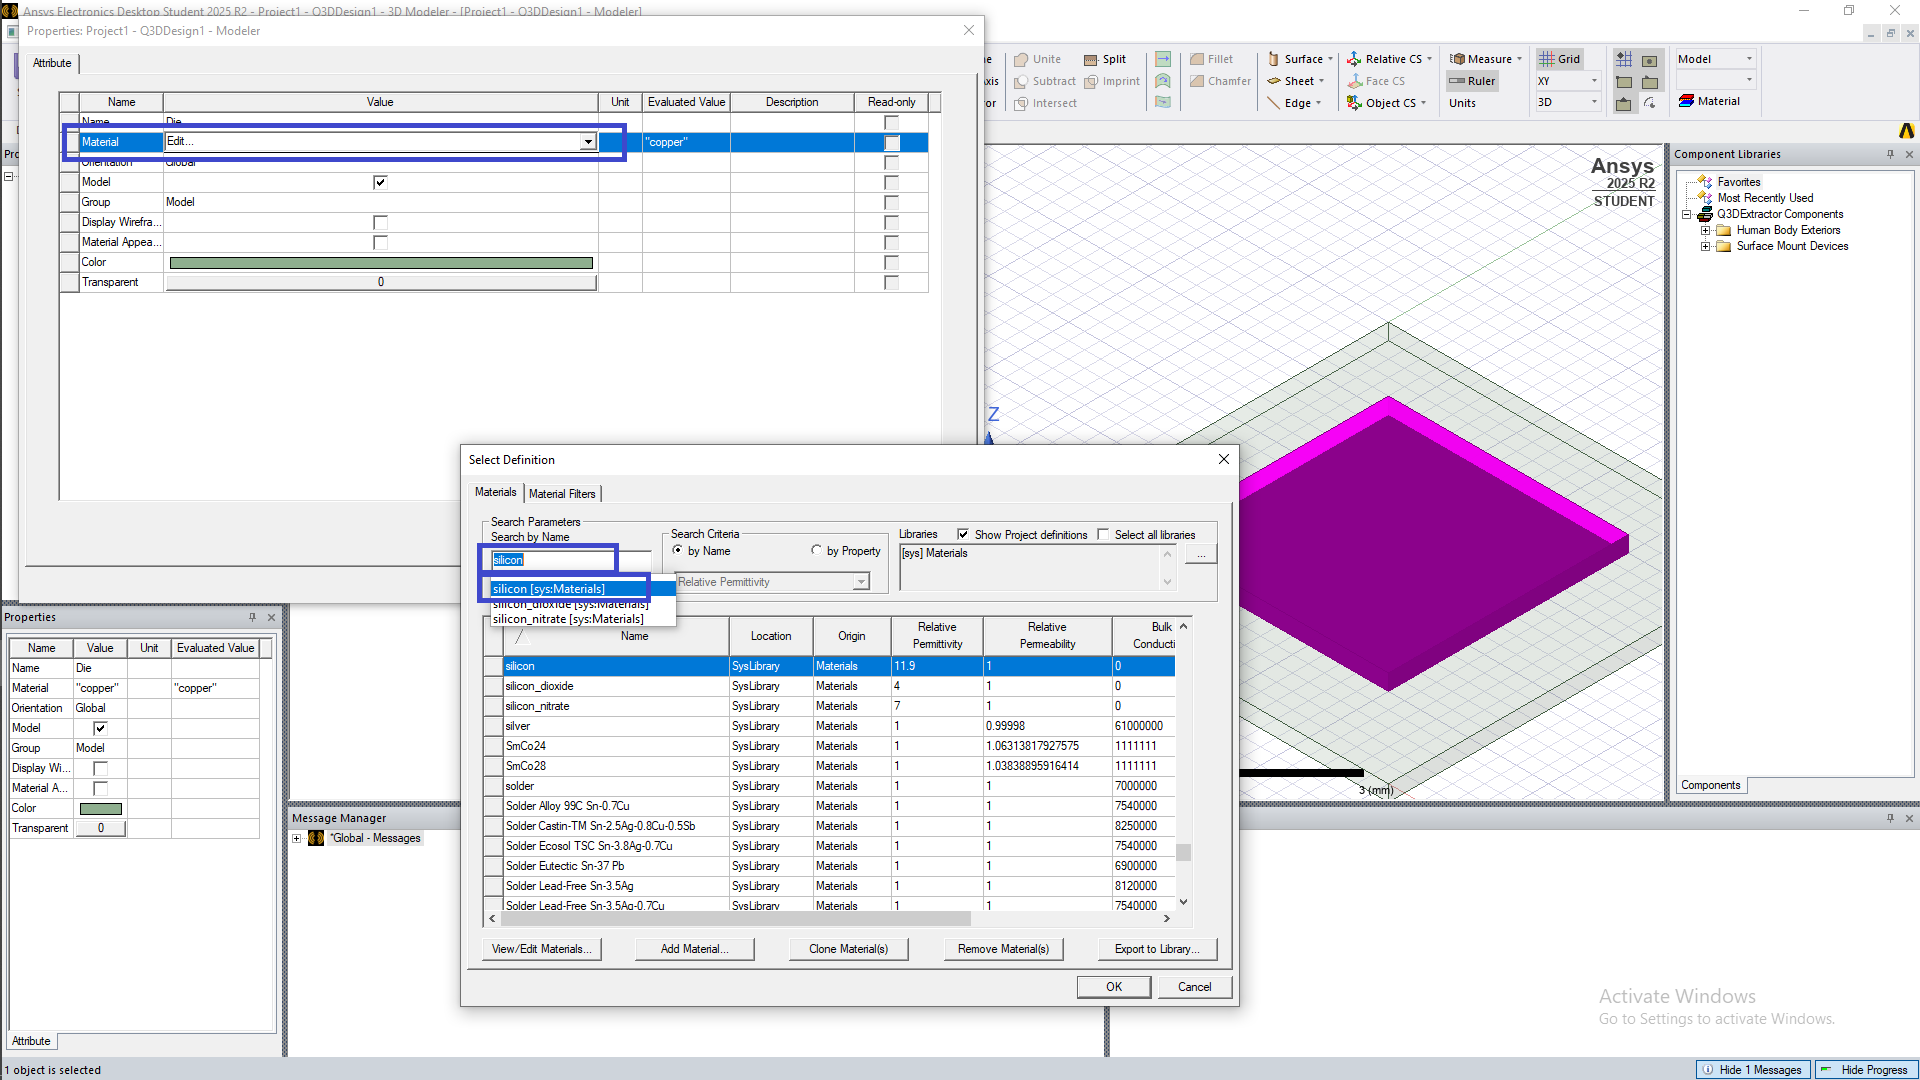 Ansys Electronics Desktop Student 2025 R2 - Project1 - Q3DDesign1 - 3D Modeler - [Project1 - Q3DDesign1 - Modeler]
Properties: Project1 - Q3DDesign1 - Modeler
Attribute
Name Value Unit Evaluated Value Description Read-only
Name Die
Material Edit... "copper"
Orientation Global
Model
Group Model
Display Wirefra...
Material Appea...
Color
Transparent 0
Unite Split Fillet Surface Relative CS Measure Grid Model
Subtract Imprint Chamfer Sheet Face CS Ruler XY
Intersect Edge Object CS Units 3D Material
Ansys
2025 R2
STUDENT
Z
3 (mm)
Component Libraries
Favorites
Most Recently Used
Q3DExtractor Components
Human Body Exteriors
Surface Mount Devices
Components
Select Definition
Materials Material Filters
Search Parameters
Search by Name
silicon
silicon [sys:Materials]
silicon_dioxide [sys:Materials]
silicon_nitrate [sys:Materials]
Search Criteria
by Name by Property
Relative Permittivity
Libraries Show Project definitions Select all libraries
[sys] Materials
...
/ Name Location Origin Relative Permittivity Relative Permeability Bulk Conducti
silicon SysLibrary Materials 11.9 1 0
silicon_dioxide SysLibrary Materials 4 1 0
silicon_nitrate SysLibrary Materials 7 1 0
silver SysLibrary Materials 1 0.99998 61000000
SmCo24 SysLibrary Materials 1 1.06313817927575 1111111
SmCo28 SysLibrary Materials 1 1.03838895916414 1111111
solder SysLibrary Materials 1 1 7000000
Solder Alloy 99C Sn-0.7Cu SysLibrary Materials 1 1 7540000
Solder Castin-TM Sn-2.5Ag-0.8Cu-0.5Sb SysLibrary Materials 1 1 8250000
Solder Ecosol TSC Sn-3.8Ag-0.7Cu SysLibrary Materials 1 1 7540000
Solder Eutectic Sn-37 Pb SysLibrary Materials 1 1 6900000
Solder Lead-Free Sn-3.5Ag SysLibrary Materials 1 1 8120000
Solder Lead-Free Sn-3.5Ag-0.7Cu SysLibrary Materials 1 1 7540000
View/Edit Materials... Add Material... Clone Material(s) Remove Material(s) Export to Library...
OK Cancel
Properties
Name Value Unit Evaluated Value
Name Die
Material "copper" "copper"
Orientation Global
Model
Group Model
Display Wi...
Material A...
Color
Transparent 0
Attribute
Message Manager
*Global - Messages
Activate Windows
Go to Settings to activate Windows.
1 object is selected
Hide 1 Messages Hide Progress